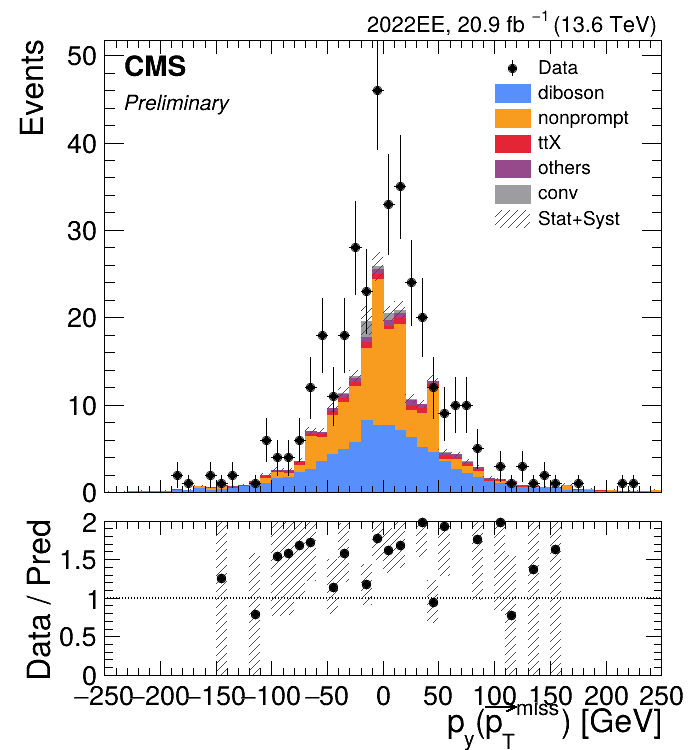 2022EE, 20.9 fb⁻¹ (13.6 TeV)
Events
CMS
Preliminary
Data
diboson
nonprompt
ttX
others
conv
Stat+Syst
50
40
30
20
10
0
Data / Pred
2
1.5
1
0.5
0
−250 −200 −150 −100 −50 0 50 100 150 200 250
p_y(p⃗_T^miss) [GeV]